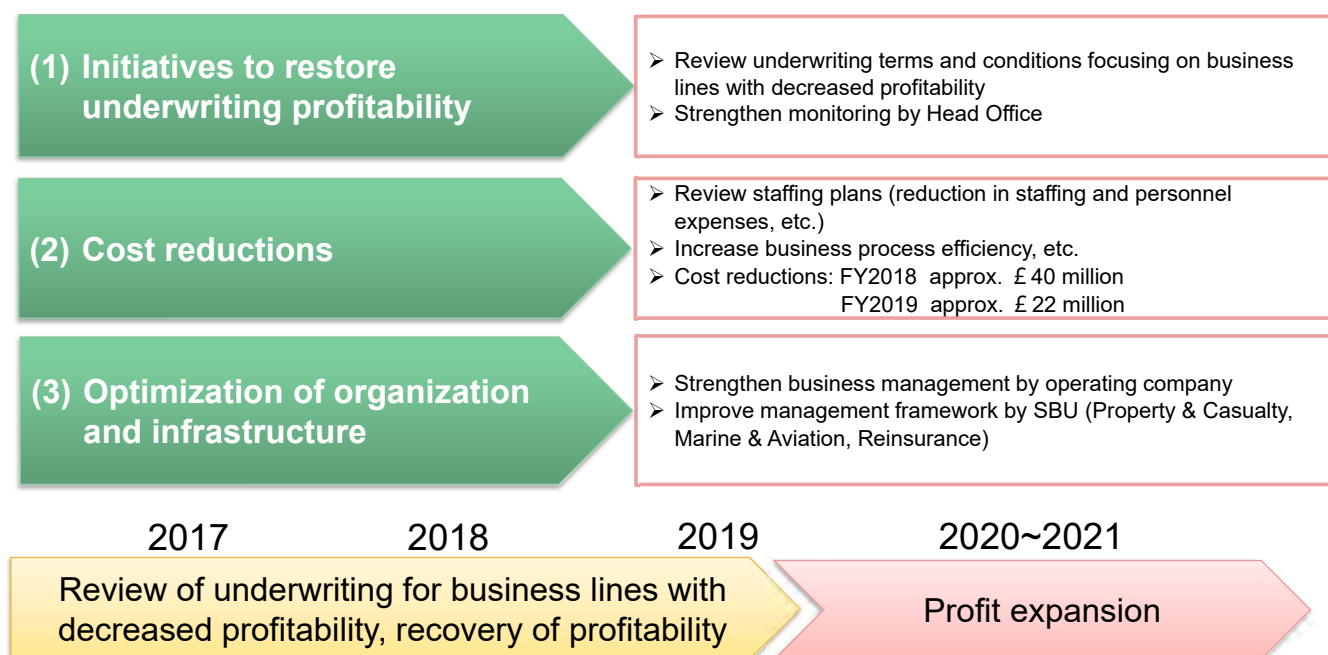 (1) Initiatives to restore
underwriting profitability
➢ Review underwriting terms and conditions focusing on business
lines with decreased profitability
➢ Strengthen monitoring by Head Office
(2) Cost reductions
➢ Review staffing plans (reduction in staffing and personnel
expenses, etc.)
➢ Increase business process efficiency, etc.
➢ Cost reductions: FY2018 approx. £ 40 million
FY2019 approx. £ 22 million
(3) Optimization of organization
and infrastructure
➢ Strengthen business management by operating company
➢ Improve management framework by SBU (Property & Casualty,
Marine & Aviation, Reinsurance)
2017 2018 2019 2020~2021
Review of underwriting for business lines with
decreased profitability, recovery of profitability
Profit expansion